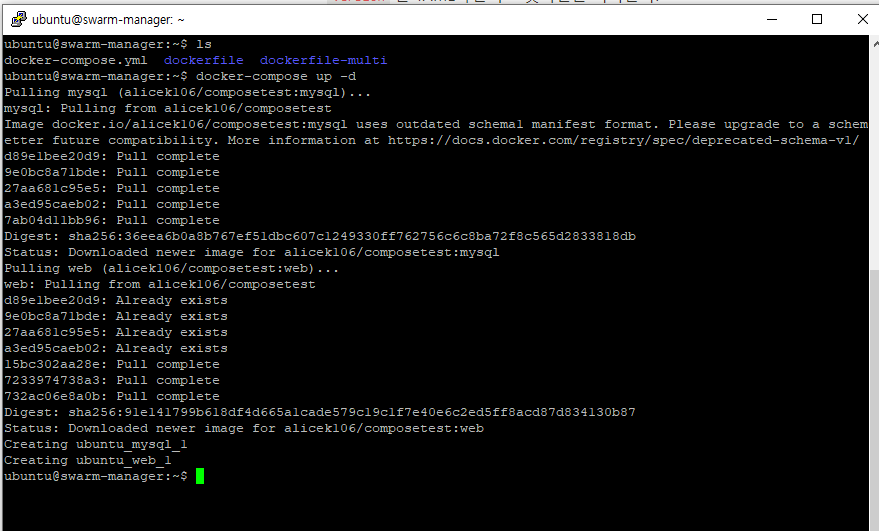 ubuntu@swarm-manager: ~
ubuntu@swarm-manager:~$ ls
docker-compose.yml  dockerfile  dockerfile-multi
ubuntu@swarm-manager:~$ docker-compose up -d
Pulling mysql (alicek106/composetest:mysql)...
mysql: Pulling from alicek106/composetest
Image docker.io/alicek106/composetest:mysql uses outdated schema1 manifest format. Please upgrade to a schem
etter future compatibility. More information at https://docs.docker.com/registry/spec/deprecated-schema-v1/
d89e1bee20d9: Pull complete
9e0bc8a71bde: Pull complete
27aa681c95e5: Pull complete
a3ed95caeb02: Pull complete
7ab04d11bb96: Pull complete
Digest: sha256:36eea6b0a8b767ef51dbc607c1249330ff762756c6c8ba72f8c565d2833818db
Status: Downloaded newer image for alicek106/composetest:mysql
Pulling web (alicek106/composetest:web)...
web: Pulling from alicek106/composetest
d89e1bee20d9: Already exists
9e0bc8a71bde: Already exists
27aa681c95e5: Already exists
a3ed95caeb02: Already exists
15bc302aa28e: Pull complete
7233974738a3: Pull complete
732ac06e8a0b: Pull complete
Digest: sha256:91e141799b618df4d665a1cade579c19c1f7e40e6c2ed5ff8acd87d834130b87
Status: Downloaded newer image for alicek106/composetest:web
Creating ubuntu_mysql_1
Creating ubuntu_web_1
ubuntu@swarm-manager:~$